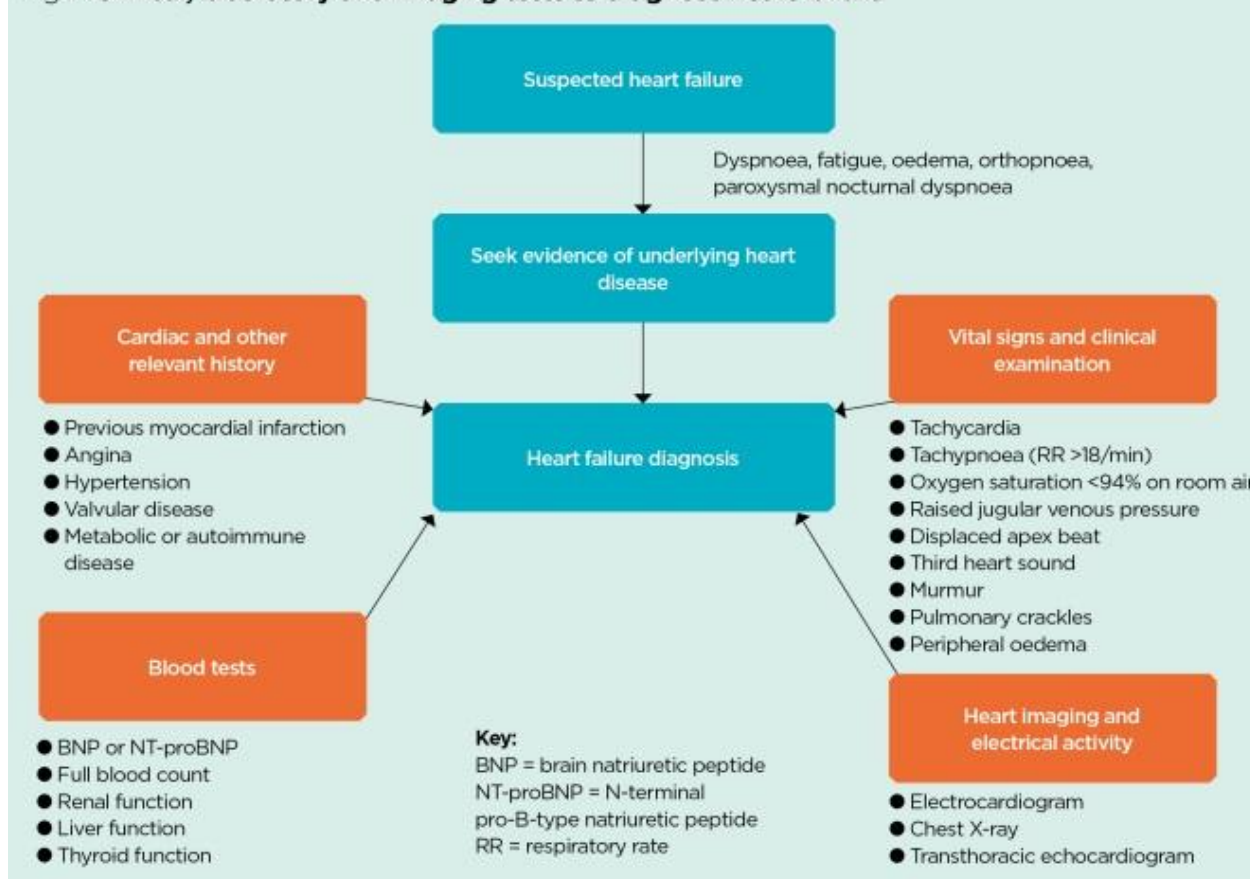 Suspected heart failure
Dyspnoea, fatigue, oedema, orthopnoea,
paroxysmal nocturnal dyspnoea
Seek evidence of underlying heart
disease
Cardiac and other
relevant history
● Previous myocardial infarction
● Angina
● Hypertension
● Valvular disease
● Metabolic or autoimmune
disease
Heart failure diagnosis
Vital signs and clinical
examination
● Tachycardia
● Tachypnoea (RR >18/min)
● Oxygen saturation <94% on room air
● Raised jugular venous pressure
● Displaced apex beat
● Third heart sound
● Murmur
● Pulmonary crackles
● Peripheral oedema
Blood tests
● BNP or NT-proBNP
● Full blood count
● Renal function
● Liver function
● Thyroid function
Key:
BNP = brain natriuretic peptide
NT-proBNP = N-terminal
pro-B-type natriuretic peptide
RR = respiratory rate
Heart imaging and
electrical activity
● Electrocardiogram
● Chest X-ray
● Transthoracic echocardiogram